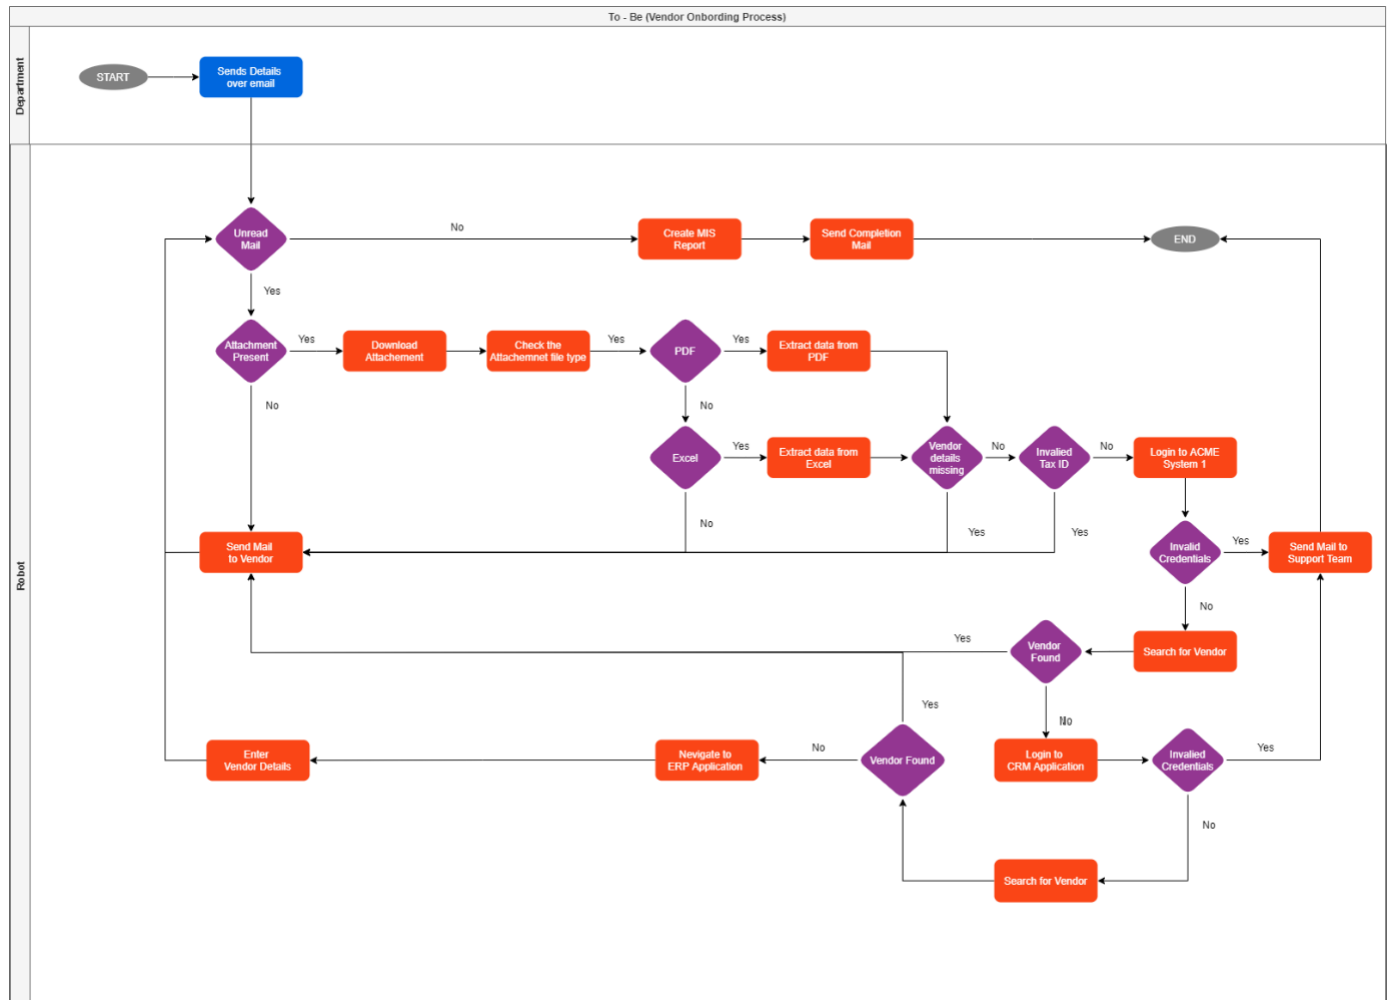 To - Be (Vendor Onbording Process)
Department
START
Sends Details
over email
Robot
Unread
Mail
No
Create MIS
Report
Send Completion
Mail
END
Yes
Attachment
Present
Yes
Download
Attachement
Check the
Attachemnet file type
Yes
PDF
Yes
Extract data from
PDF
No
No
Excel
Yes
Extract data from
Excel
Vendor
details
missing
No
Invalied
Tax ID
No
Login to ACME
System 1
No
Yes
Yes
Send Mail
to Vendor
Invalid
Credentials
Yes
Send Mail to
Support Team
No
Yes
Vendor
Found
Search for Vendor
Yes
No
Enter
Vendor Details
Nevigate to
ERP Application
No
Vendor Found
Login to
CRM Application
Invalied
Credentials
Yes
No
Search for Vendor